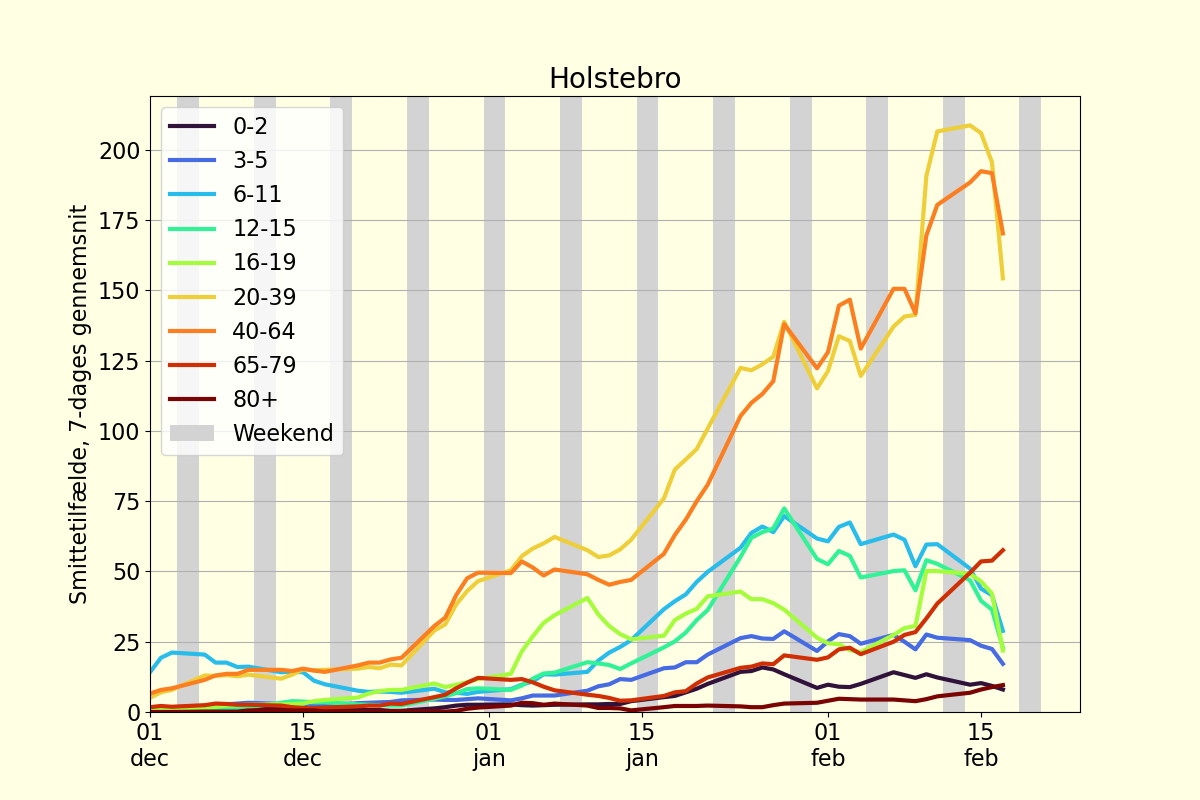 Holstebro
Smittetilfælde, 7-dages gennemsnit
200
175
150
125
100
75
50
25
0
0-2
3-5
6-11
12-15
16-19
20-39
40-64
65-79
80+
Weekend
01 dec
15 dec
01 jan
15 jan
01 feb
15 feb